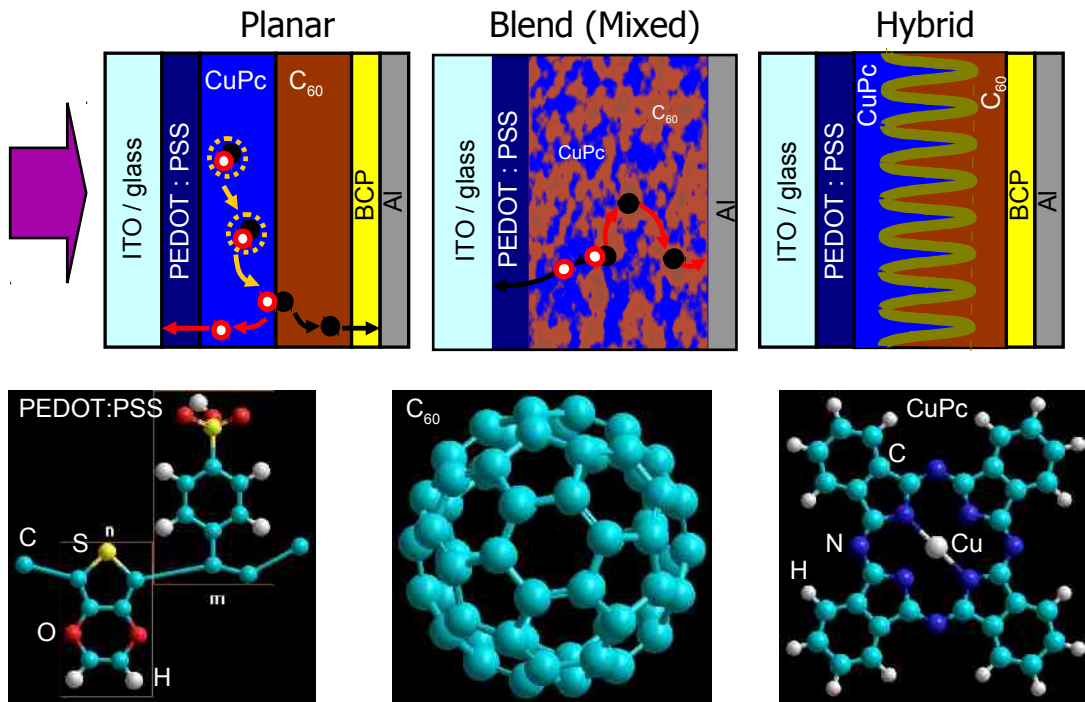 Planar
Blend (Mixed)
Hybrid
ITO / glass
PEDOT : PSS
CuPc
C60
BCP
Al
ITO / glass
PEDOT : PSS
CuPc
C60
Al
ITO / glass
PEDOT : PSS
CuPc
C60
BCP
Al
PEDOT:PSS
C
S
n
m
O
H
C60
CuPc
C
N
Cu
H